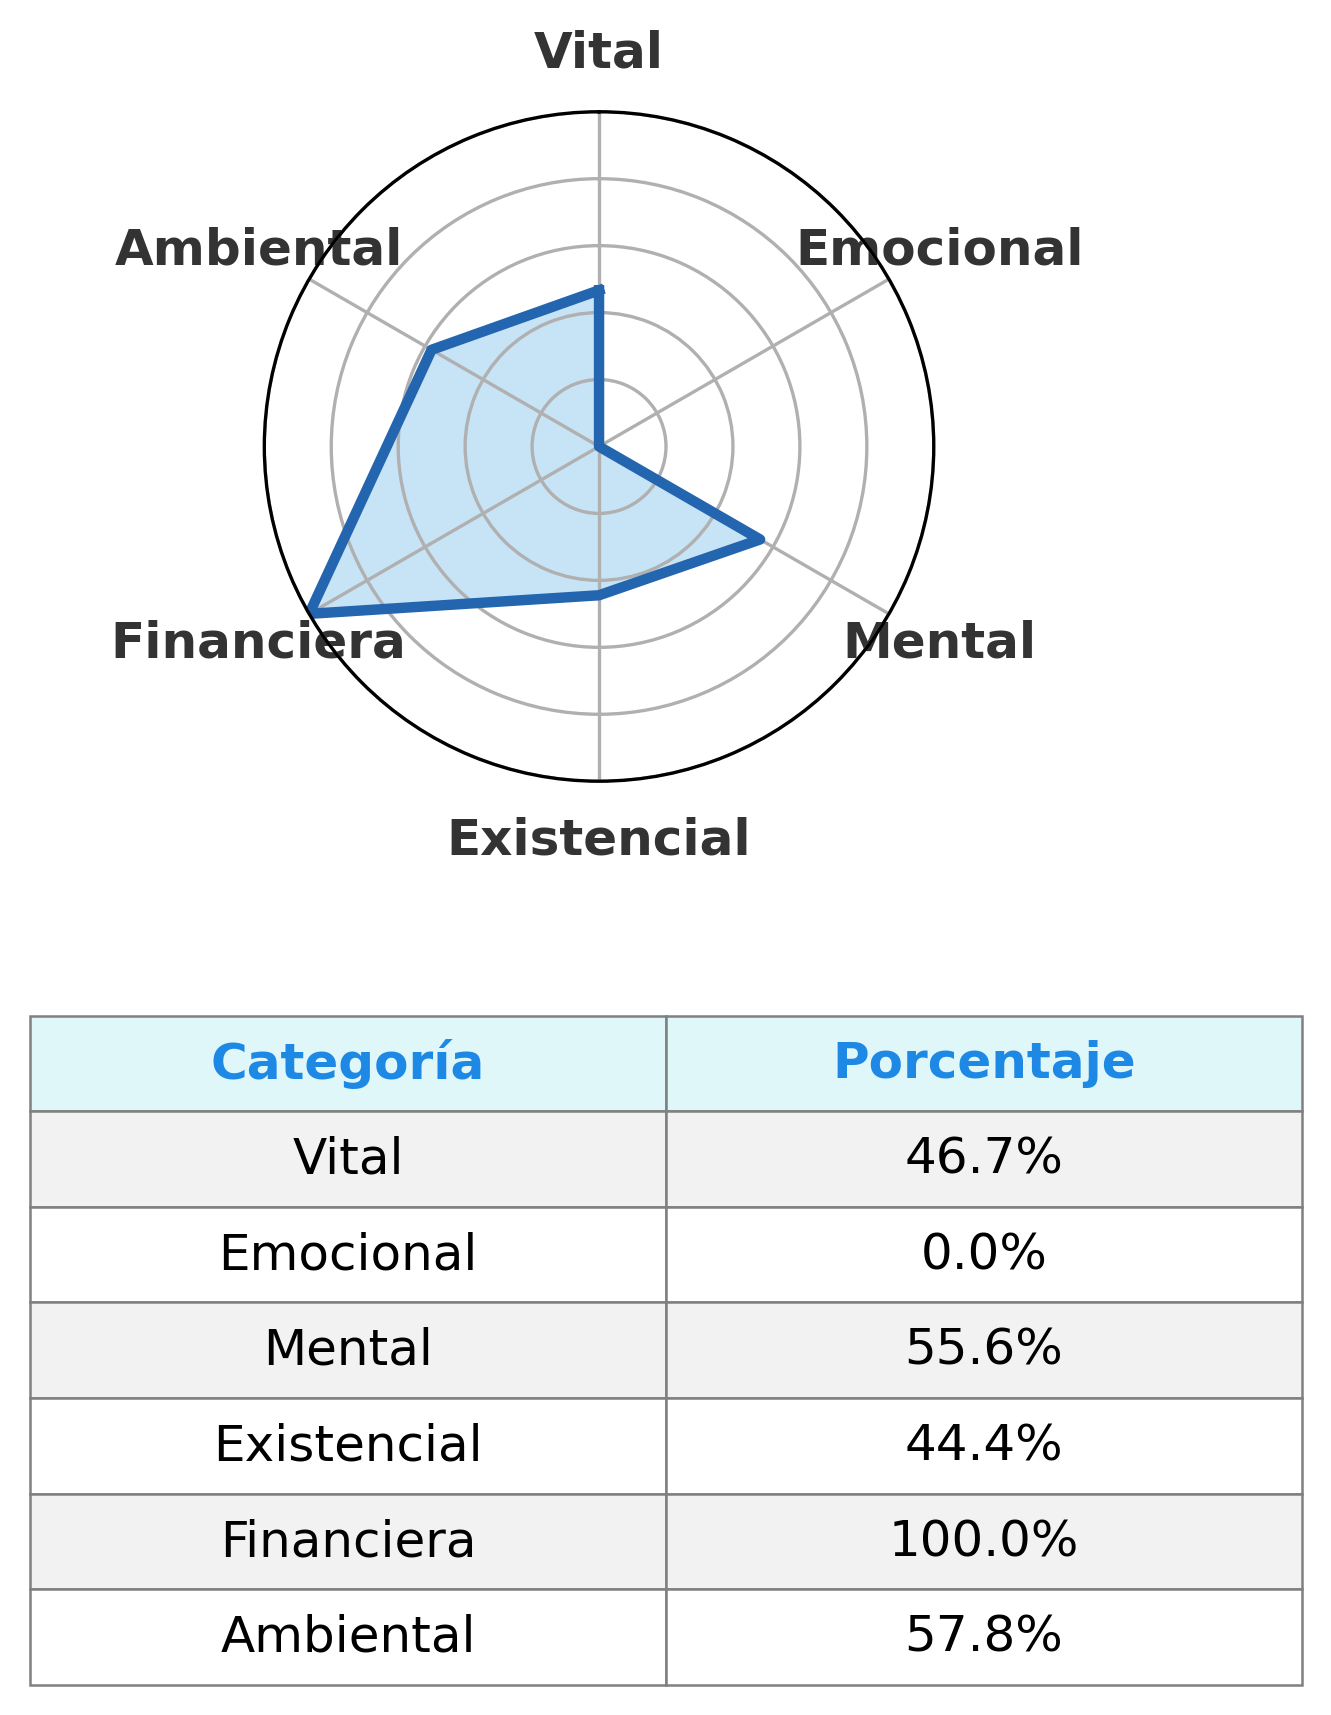 Vital
Ambiental
Emocional
Financiera
Mental
Existencial
Categoría Porcentaje
Vital 46.7%
Emocional 0.0%
Mental 55.6%
Existencial 44.4%
Financiera 100.0%
Ambiental 57.8%